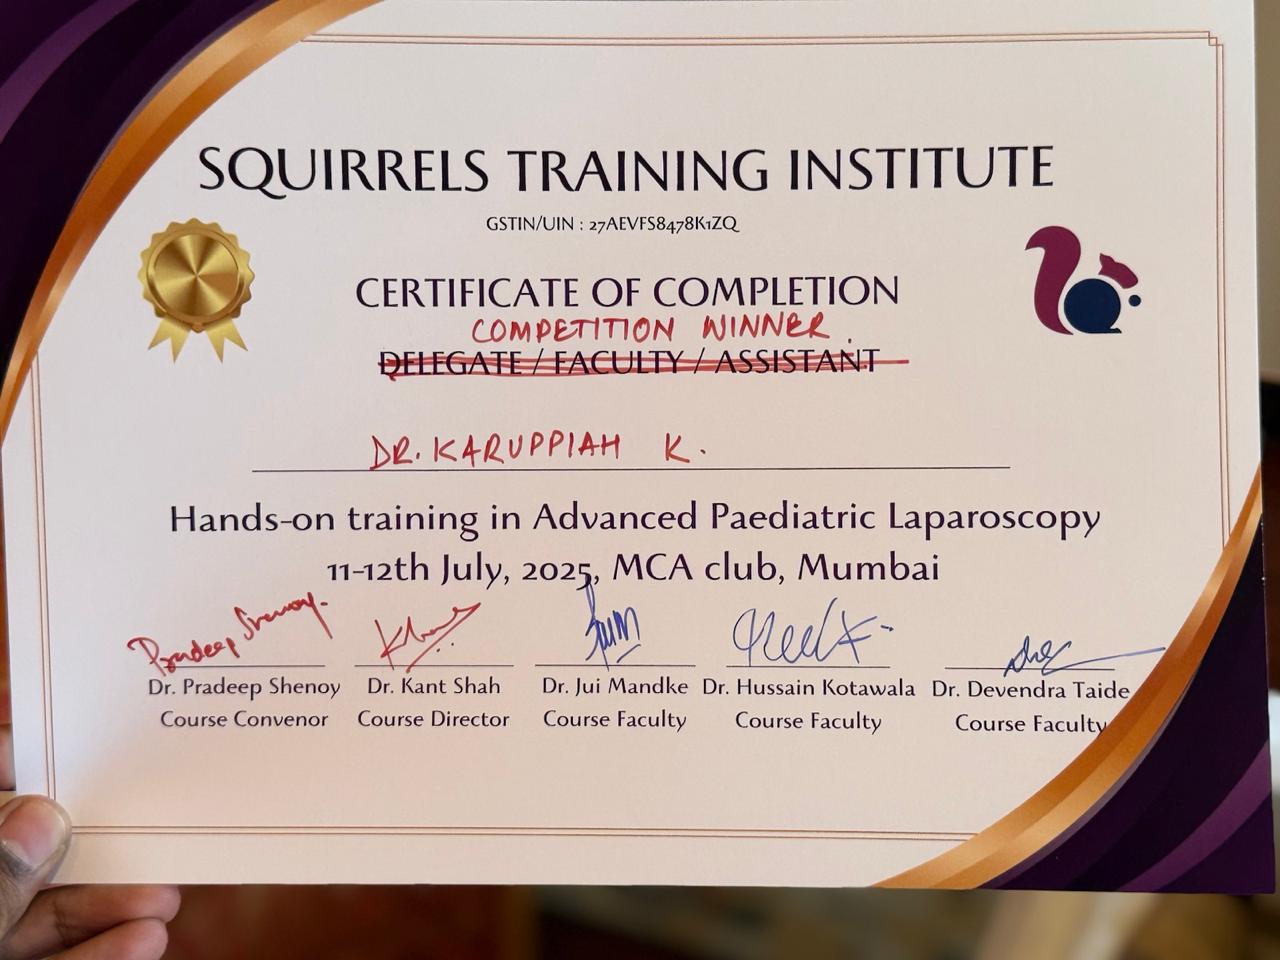 SQUIRRELS TRAINING INSTITUTE
GSTIN/UIN : 27AEVFS8478K1ZQ
CERTIFICATE OF COMPLETION
COMPETITION WINNER.
DELEGATE / FACULTY / ASSISTANT
DR. KARUPPIAH K.
Hands-on training in Advanced Paediatric Laparoscopy
11-12th July, 2025, MCA club, Mumbai
Pradeep Shenoy.
Dr. Pradeep Shenoy Dr. Kant Shah Dr. Jui Mandke Dr. Hussain Kotawala Dr. Devendra Taide
Course Convenor Course Director Course Faculty Course Faculty Course Faculty